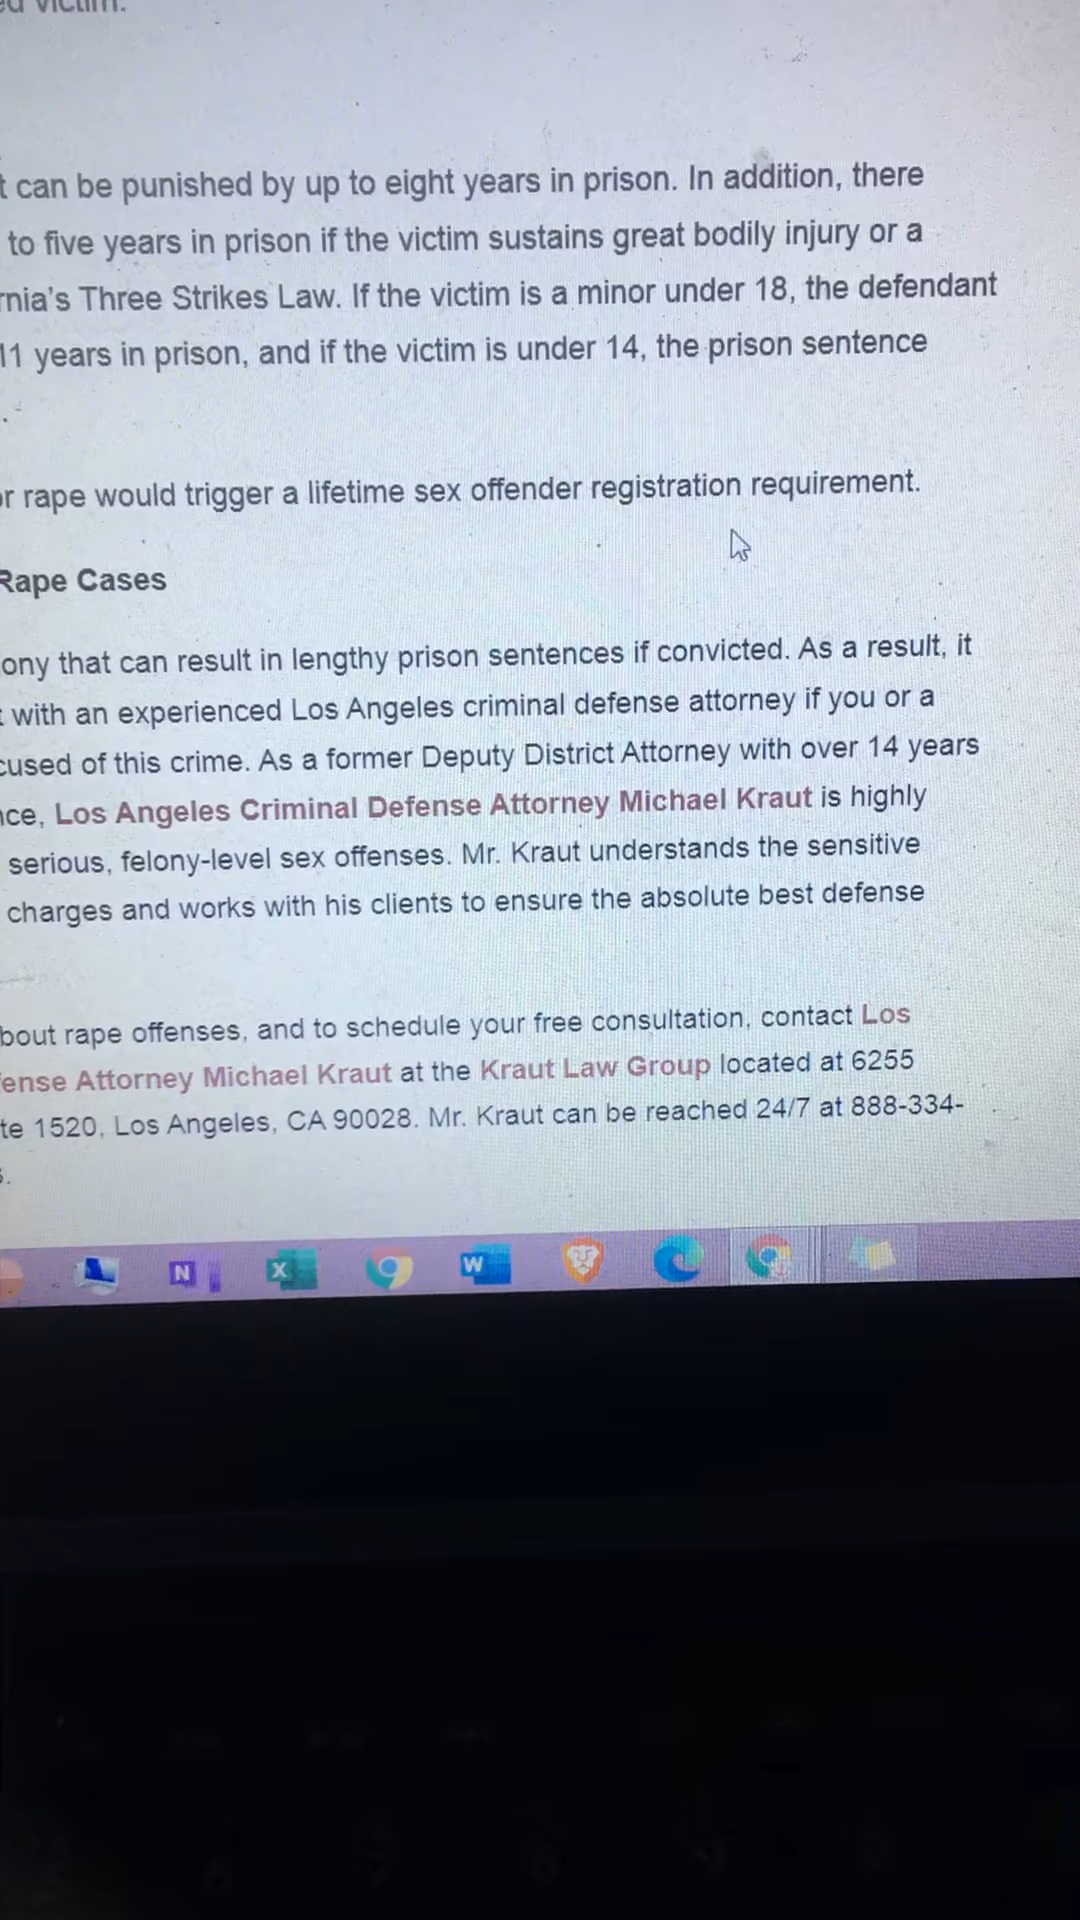 ed victim.
t can be punished by up to eight years in prison. In addition, there
to five years in prison if the victim sustains great bodily injury or a
rnia's Three Strikes Law. If the victim is a minor under 18, the defendant
11 years in prison, and if the victim is under 14, the prison sentence
.
or rape would trigger a lifetime sex offender registration requirement.
Rape Cases
ony that can result in lengthy prison sentences if convicted. As a result, it
t with an experienced Los Angeles criminal defense attorney if you or a
cused of this crime. As a former Deputy District Attorney with over 14 years
nce, Los Angeles Criminal Defense Attorney Michael Kraut is highly
serious, felony-level sex offenses. Mr. Kraut understands the sensitive
charges and works with his clients to ensure the absolute best defense
bout rape offenses, and to schedule your free consultation, contact Los
ense Attorney Michael Kraut at the Kraut Law Group located at 6255
te 1520, Los Angeles, CA 90028. Mr. Kraut can be reached 24/7 at 888-334-
.
N
X
W